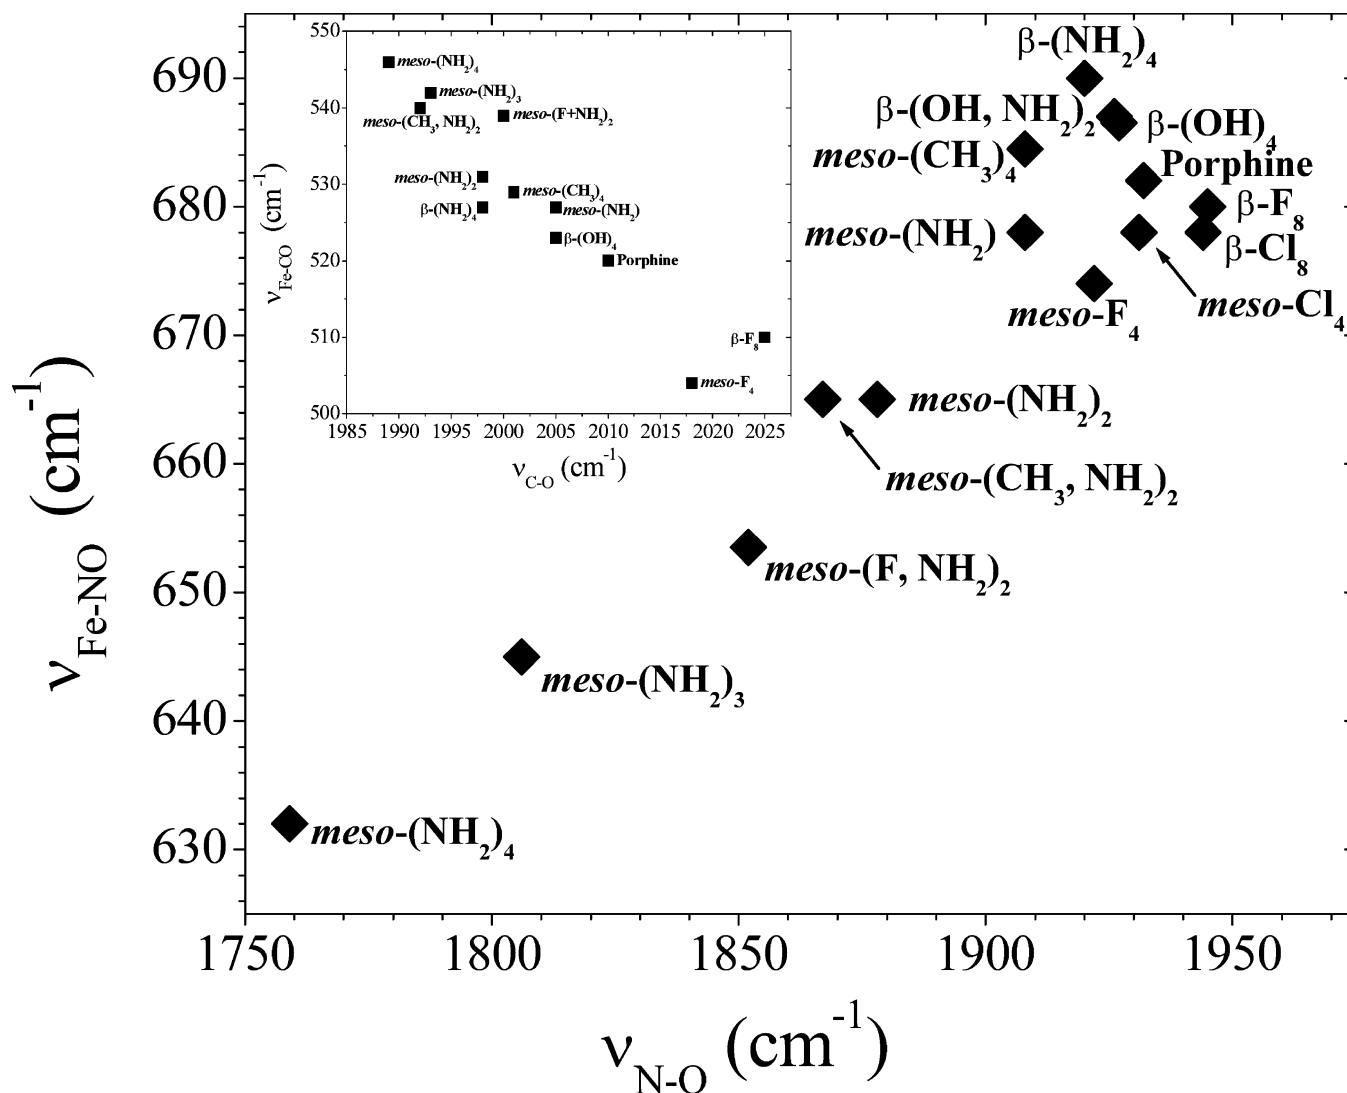 550
540
530
520
510
500
ν_Fe-CO (cm^-1)
meso-(NH₂)₄
meso-(NH₂)₃
meso-(CH₃, NH₂)₂
meso-(F+NH₂)₂
meso-(NH₂)₂
meso-(CH₃)₄
β-(NH₂)₄
meso-(NH₂)
β-(OH)₄
Porphine
β-F₈
meso-F₄
1985 1990 1995 2000 2005 2010 2015 2020 2025
ν_C-O (cm^-1)
690
680
670
660
650
640
630
ν_Fe-NO (cm^-1)
β-(NH₂)₄
β-(OH, NH₂)₂
β-(OH)₄
meso-(CH₃)₄
Porphine
β-F₈
meso-(NH₂)
β-Cl₈
meso-F₄
meso-Cl₄
meso-(NH₂)₂
meso-(CH₃, NH₂)₂
meso-(F, NH₂)₂
meso-(NH₂)₃
meso-(NH₂)₄
1750 1800 1850 1900 1950
ν_N-O (cm^-1)